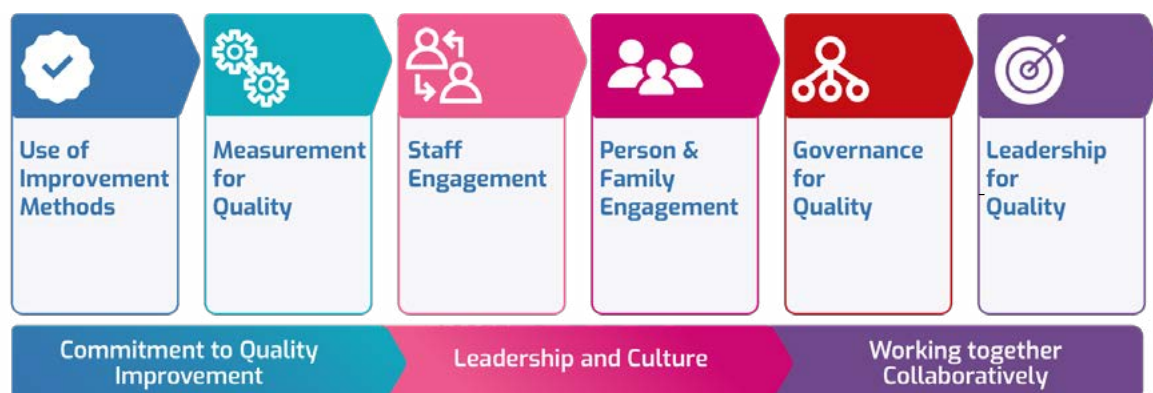 Use of
Improvement
Methods
Measurement
for
Quality
Staff
Engagement
Person &
Family
Engagement
Governance
for
Quality
Leadership
for
Quality
Commitment to Quality
Improvement
Leadership and Culture
Working together
Collaboratively